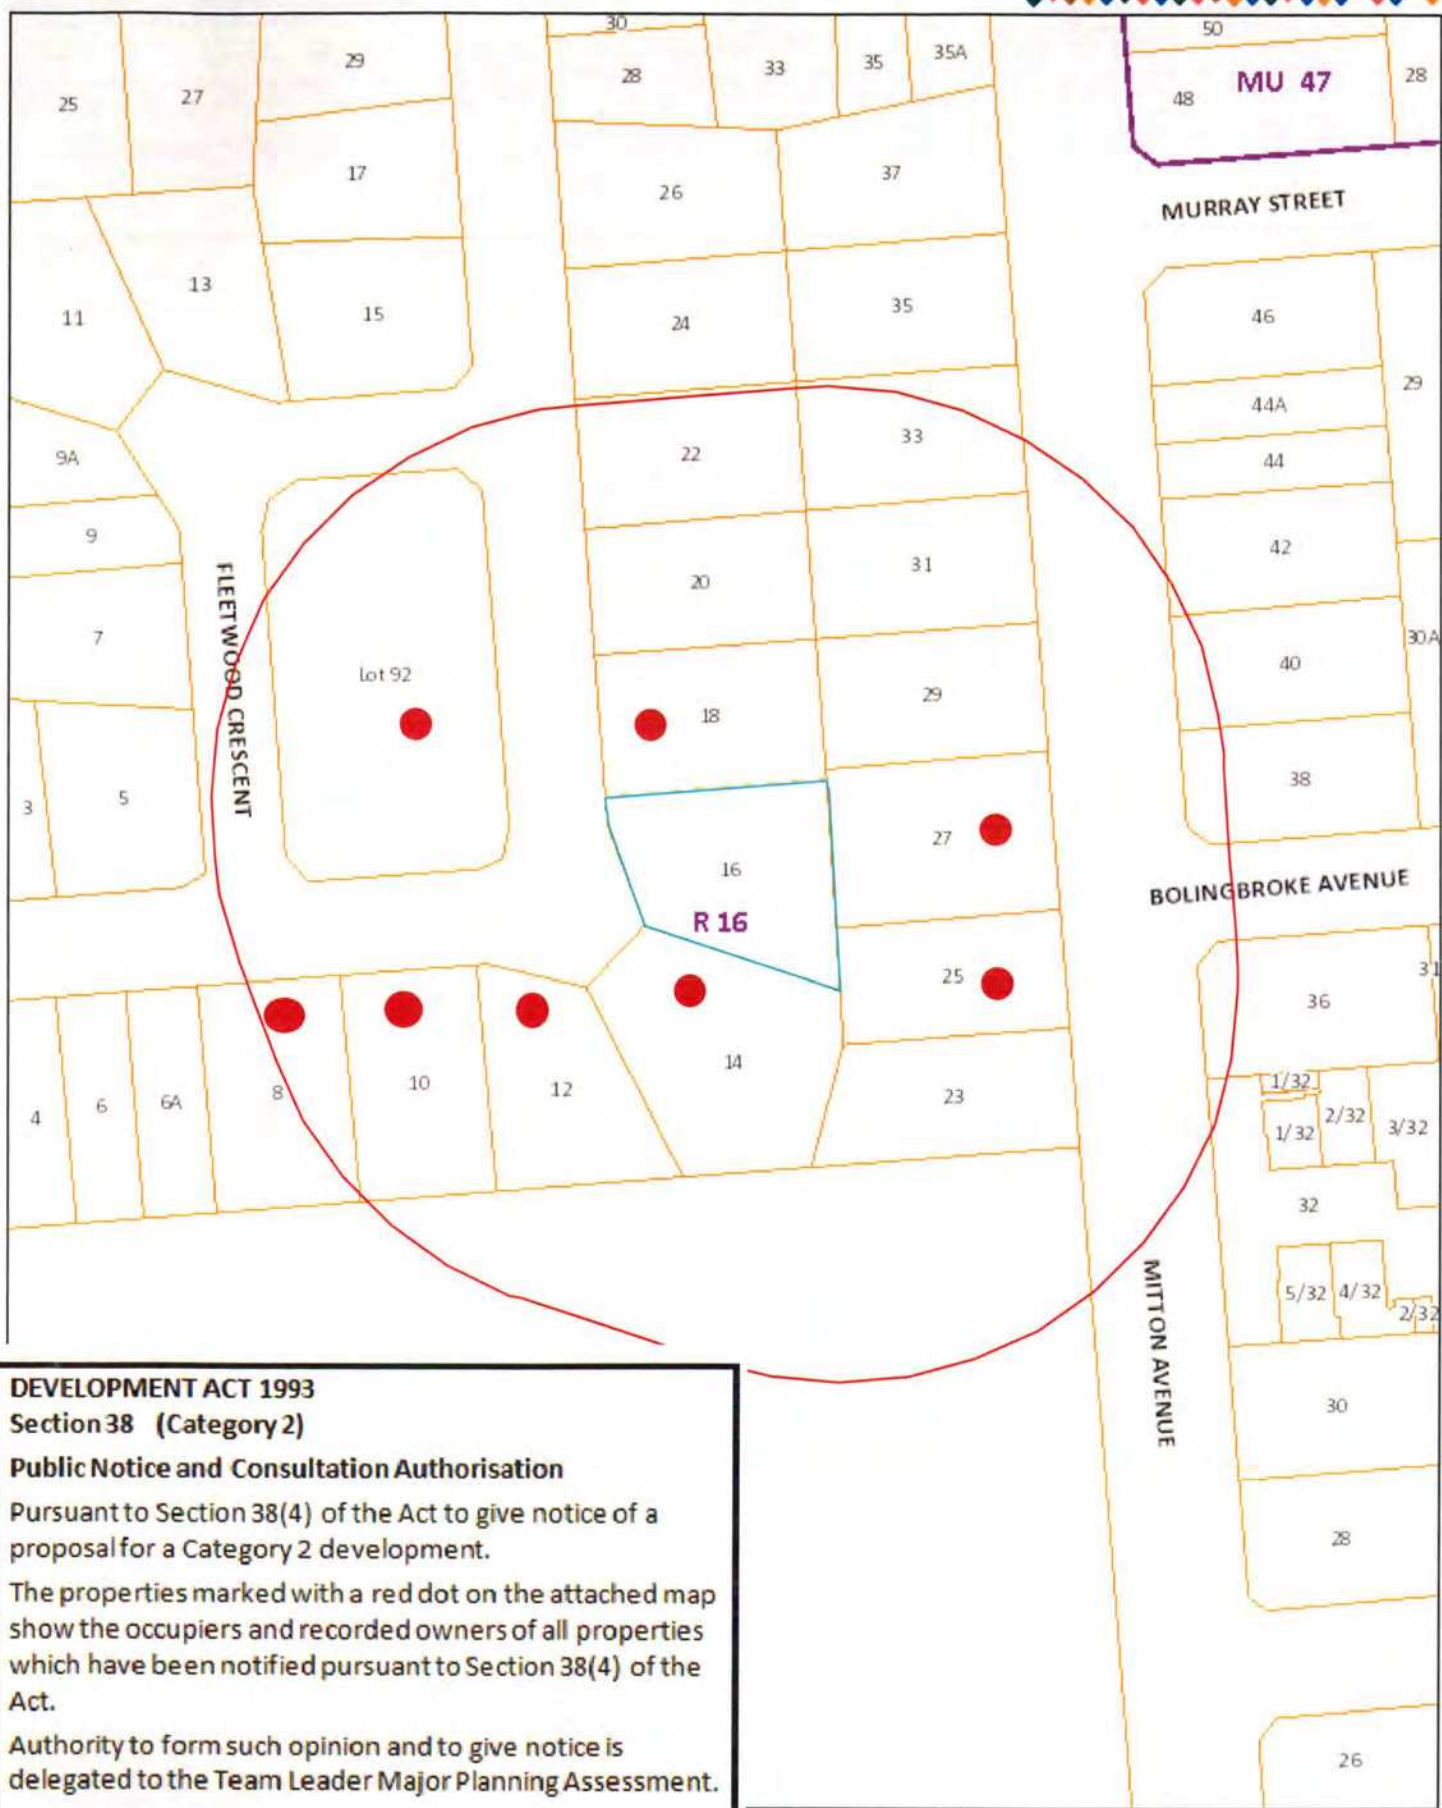 30
50
29
35A
28
33
35
MU 47
28
25
27
48
17
37
26
MURRAY STREET
13
11
15
24
35
46
29
44A
33
9A
22
44
9
42
31
20
FLEETWOOD CRESCENT
7
30A
40
Lot 92
29
18
38
5
3
27
16
BOLINGBROKE AVENUE
R 16
25
31
36
14
10
8
12
1/32
6A
6
4
23
2/32
3/32
1/32
32
MITTON AVENUE
5/32
4/32
2/32
30
28
26
DEVELOPMENT ACT 1993
Section 38 (Category 2)
Public Notice and Consultation Authorisation
Pursuant to Section 38(4) of the Act to give notice of a
proposal for a Category 2 development.
The properties marked with a red dot on the attached map
show the occupiers and recorded owners of all properties
which have been notified pursuant to Section 38(4) of the
Act.
Authority to form such opinion and to give notice is
delegated to the Team Leader Major Planning Assessment.